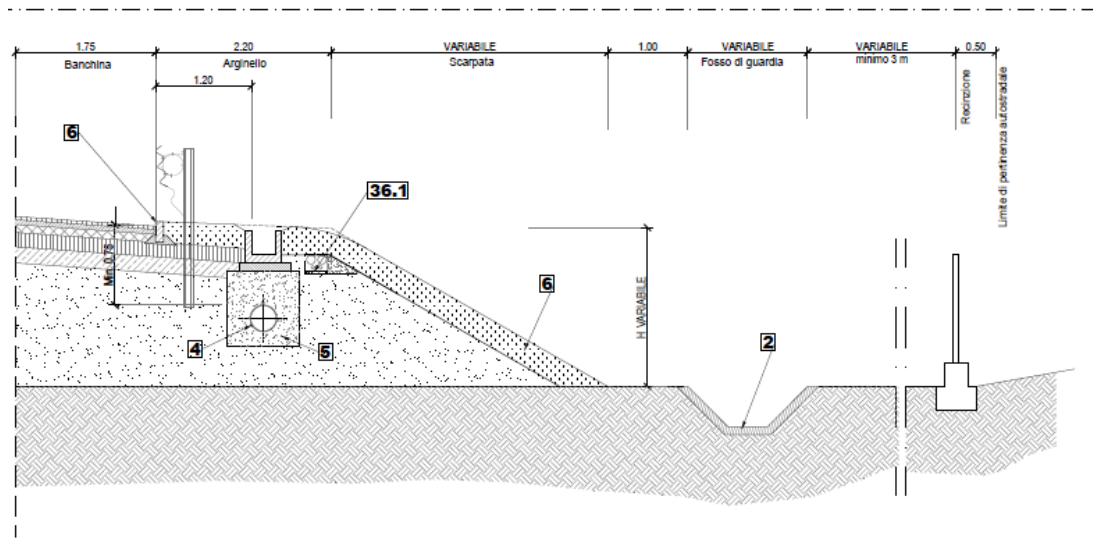 1.75
2.20
VARIABILE
1.00
VARIABILE
VARIABILE
0.50
Banchina
Arginello
Scarpata
Fosso di guardia
minimo 3 m
1.20
Recinzione
Limite di pertinenza autostradale
6
36.1
Min. 0.75
H VARIABILE
6
2
4
5